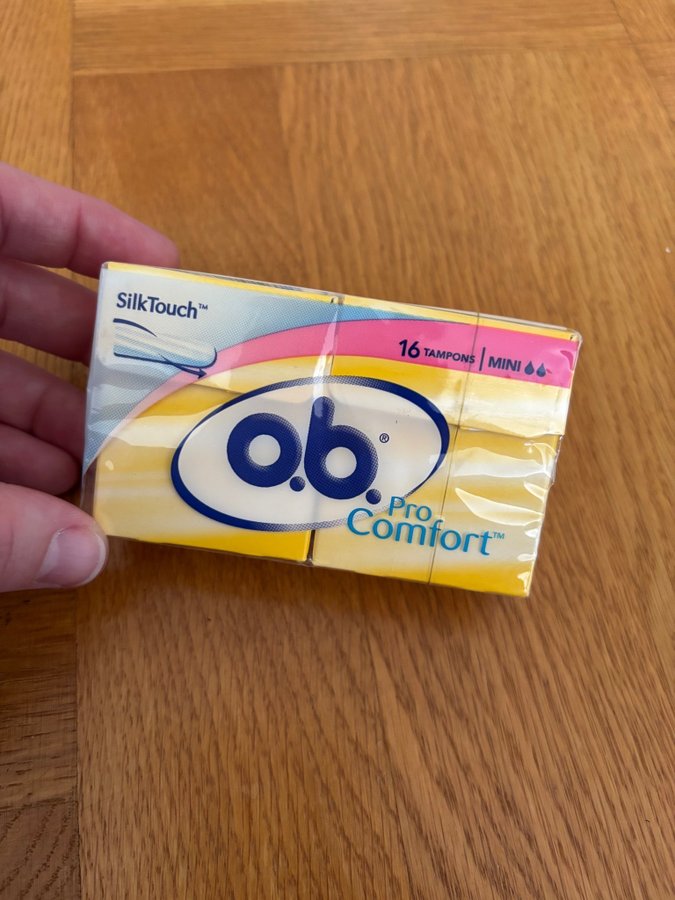 SilkTouch™
16 TAMPONS | MINI
o.b.®
Pro
Comfort™